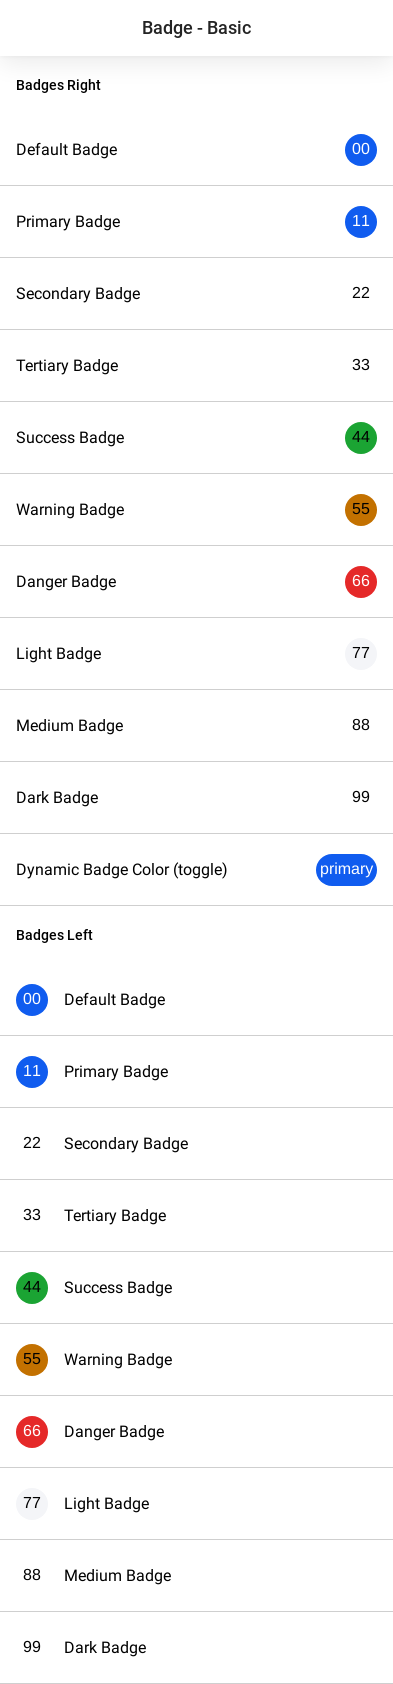 Badge - Basic
Badges Right
Default Badge 00
Primary Badge 11
Secondary Badge 22
Tertiary Badge 33
Success Badge 44
Warning Badge 55
Danger Badge 66
Light Badge 77
Medium Badge 88
Dark Badge 99
Dynamic Badge Color (toggle) primary
Badges Left
00 Default Badge
11 Primary Badge
22 Secondary Badge
33 Tertiary Badge
44 Success Badge
55 Warning Badge
66 Danger Badge
77 Light Badge
88 Medium Badge
99 Dark Badge